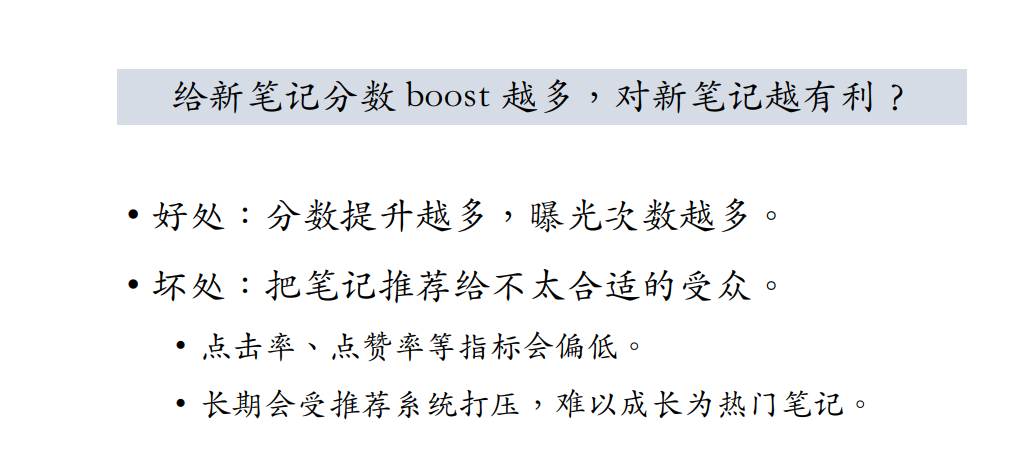 给新笔记分数 boost 越多，对新笔记越有利？
• 好处：分数提升越多，曝光次数越多。
• 坏处：把笔记推荐给不太合适的受众。
• 点击率、点赞率等指标会偏低。
• 长期会受推荐系统打压，难以成长为热门笔记。